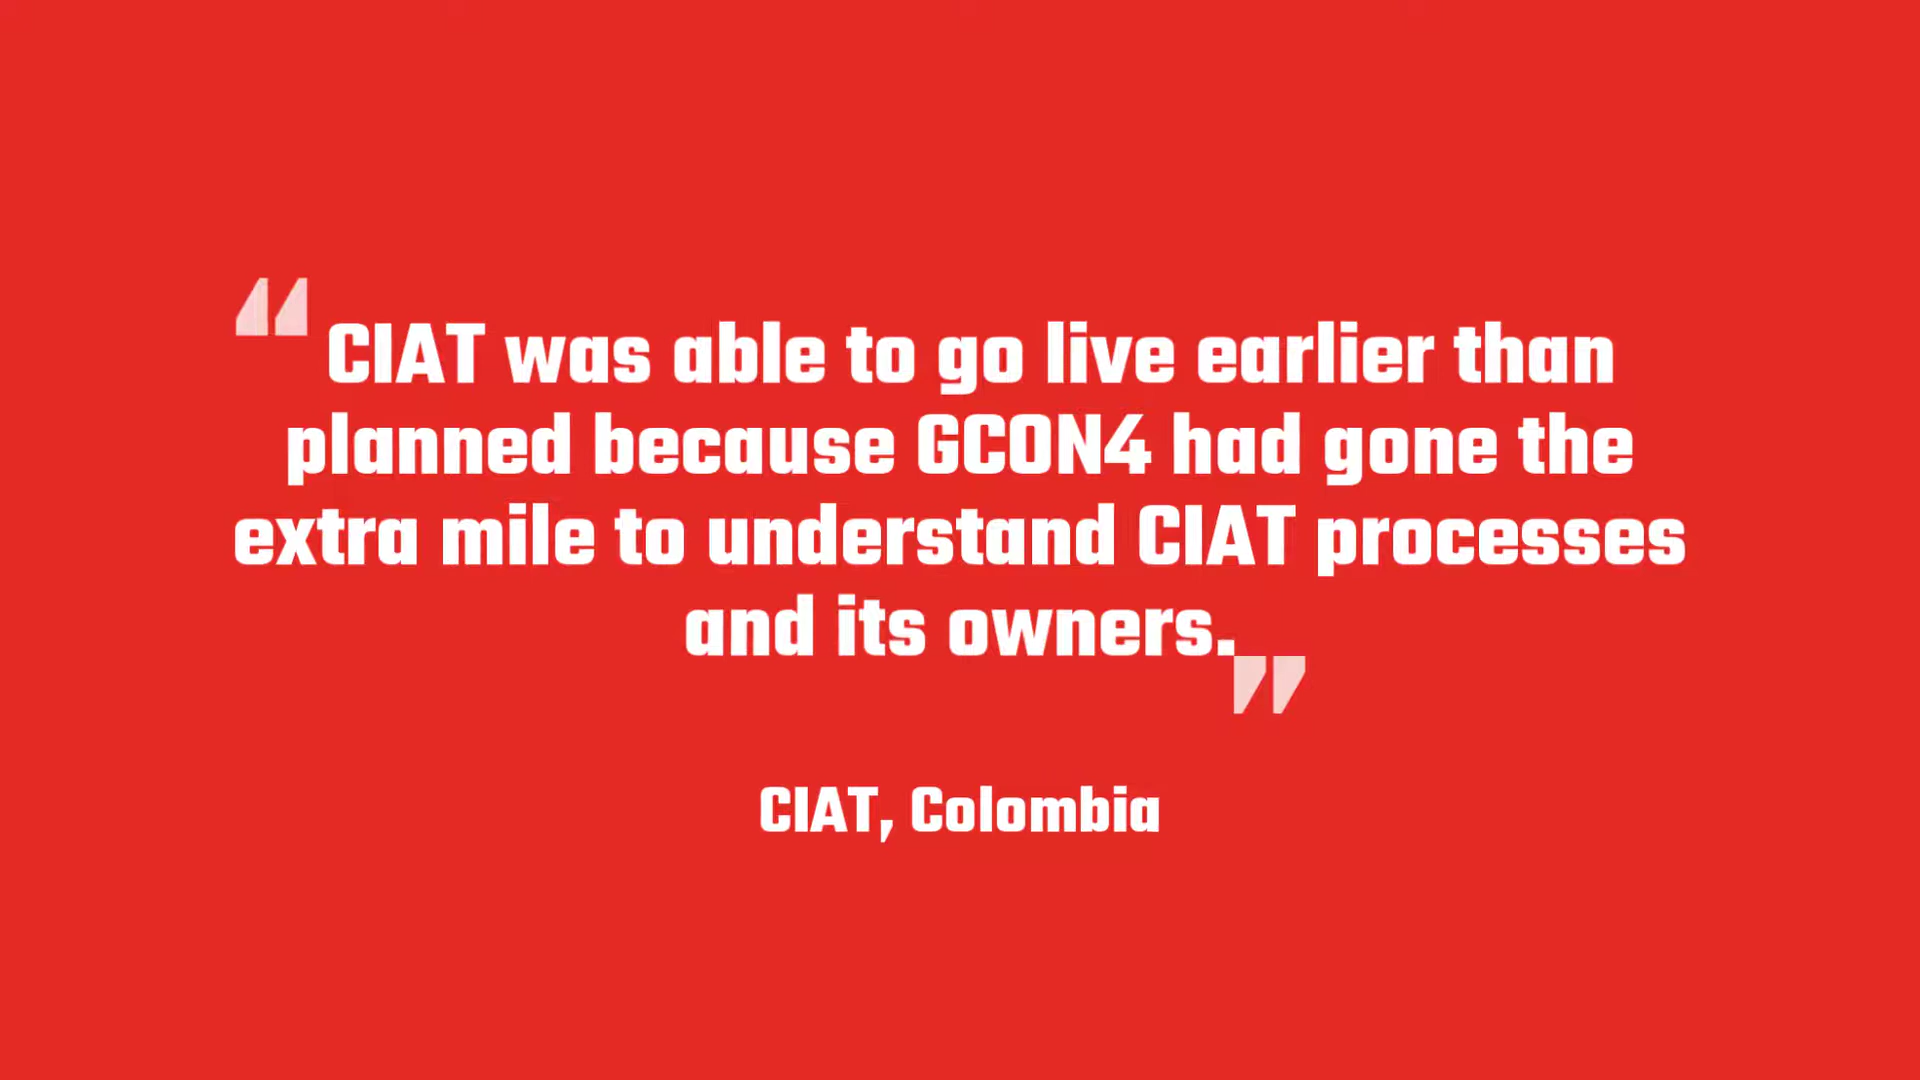 “CIAT was able to go live earlier than
planned because GCON4 had gone the
extra mile to understand CIAT processes
and its owners.”
CIAT, Colombia